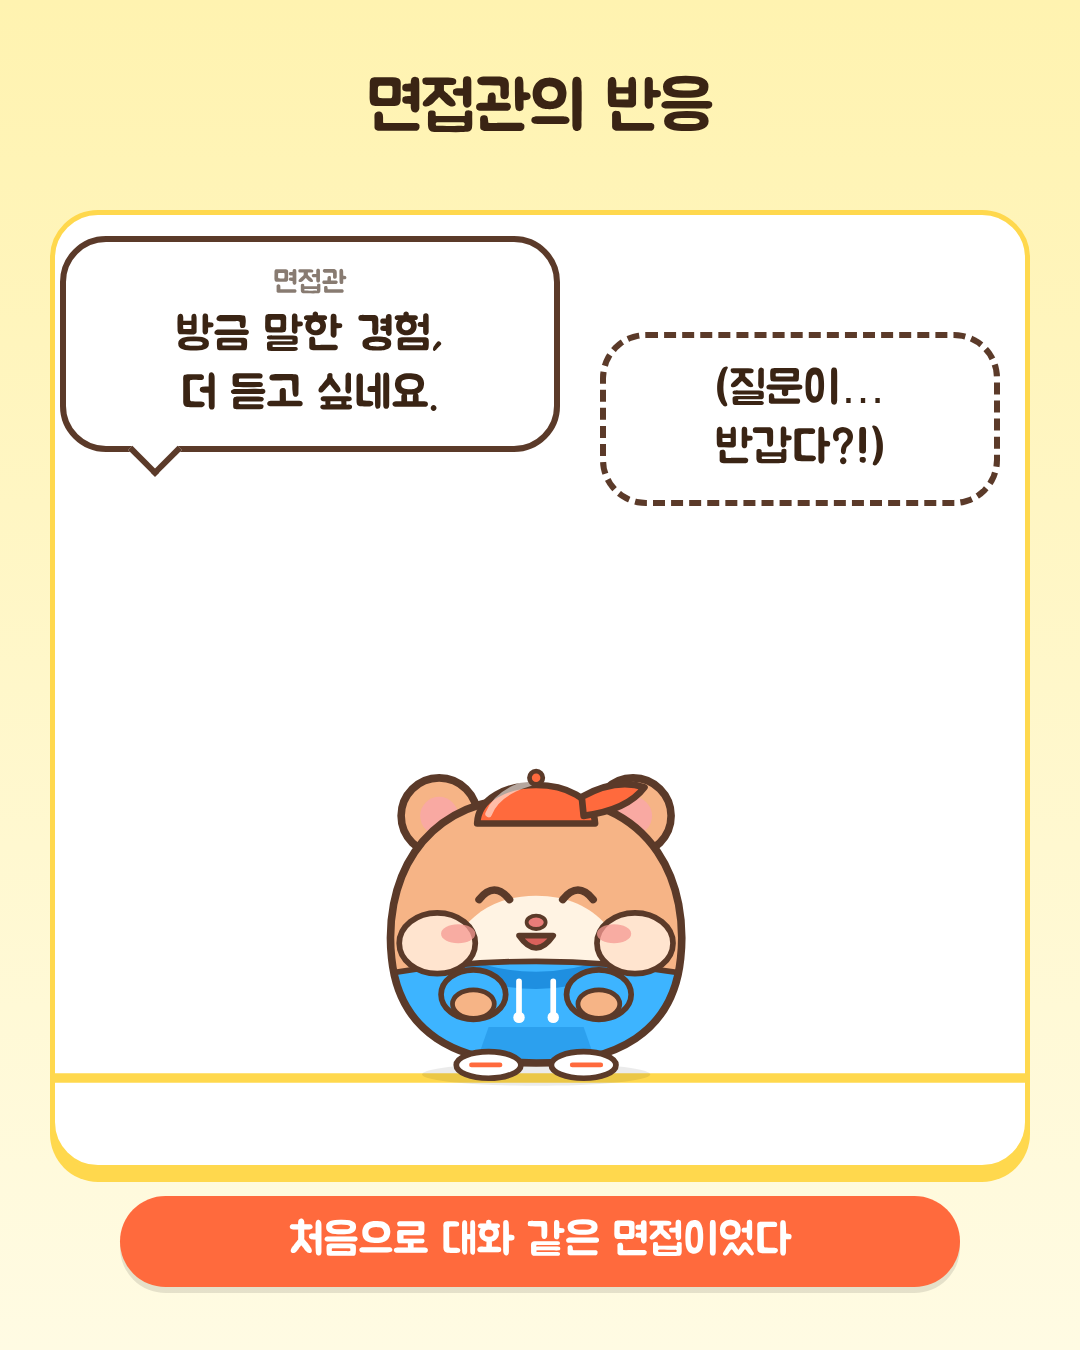 면접관의 반응
면접관
방금 말한 경험,
더 듣고 싶네요.
(질문이...
반갑다?!)
처음으로 대화 같은 면접이었다